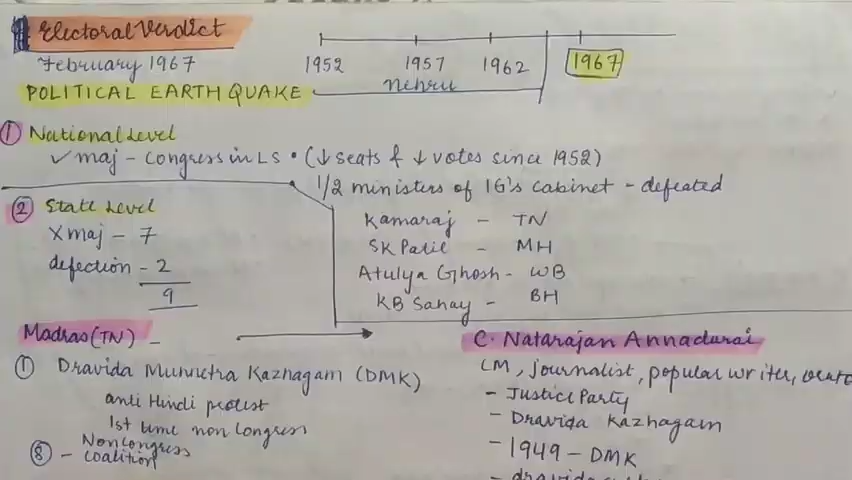 Electoral Verdict
February 1967
POLITICAL EARTHQUAKE
1952 1957 1962 1967
Nehru
① National Level
✓ maj - Congress in LS • (↓ seats & ↓ votes since 1952)
1/2 ministers of IG's cabinet - defeated
Kamaraj - TN
SK Patil - MH
Atulya Ghosh - WB
KB Sahay - BH
② State Level
X maj - 7
defection - 2
9
Madras (TN) -
① Dravida Munnetra Kazhagam (DMK)
anti Hindi protest
1st time non Congress
⑧ - Noncongress
coalition
C. Natarajan Annadurai
CM, journalist, popular writer,
- Justice Party
- Dravida Kazhagam
- 1949 - DMK